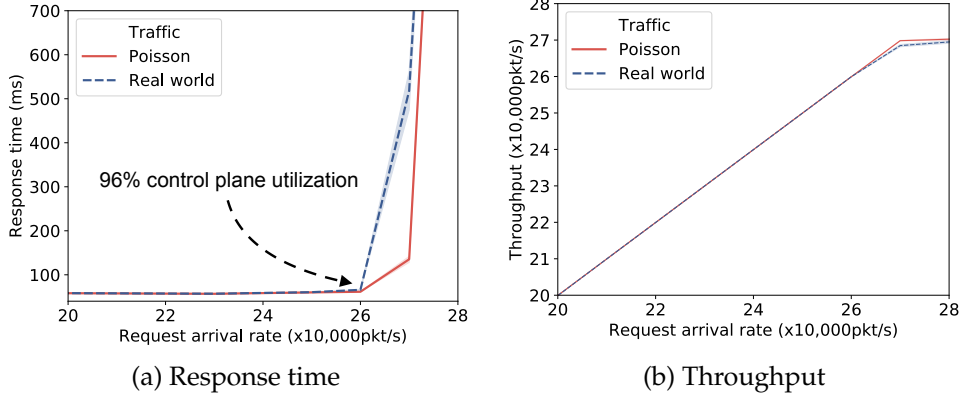 700
600
500
400
300
200
100
Response time (ms)
Traffic
Poisson
Real world
96% control plane utilization
20 22 24 26 28
Request arrival rate (x10,000pkt/s)
(a) Response time
28
27
26
25
24
23
22
21
20
Throughput (x10,000pkt/s)
Traffic
Poisson
Real world
20 22 24 26 28
Request arrival rate (x10,000pkt/s)
(b) Throughput